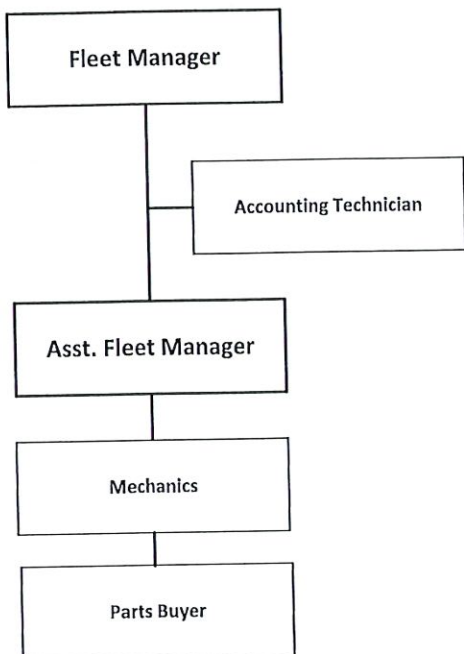 Fleet Manager
Accounting Technician
Asst. Fleet Manager
Mechanics
Parts Buyer